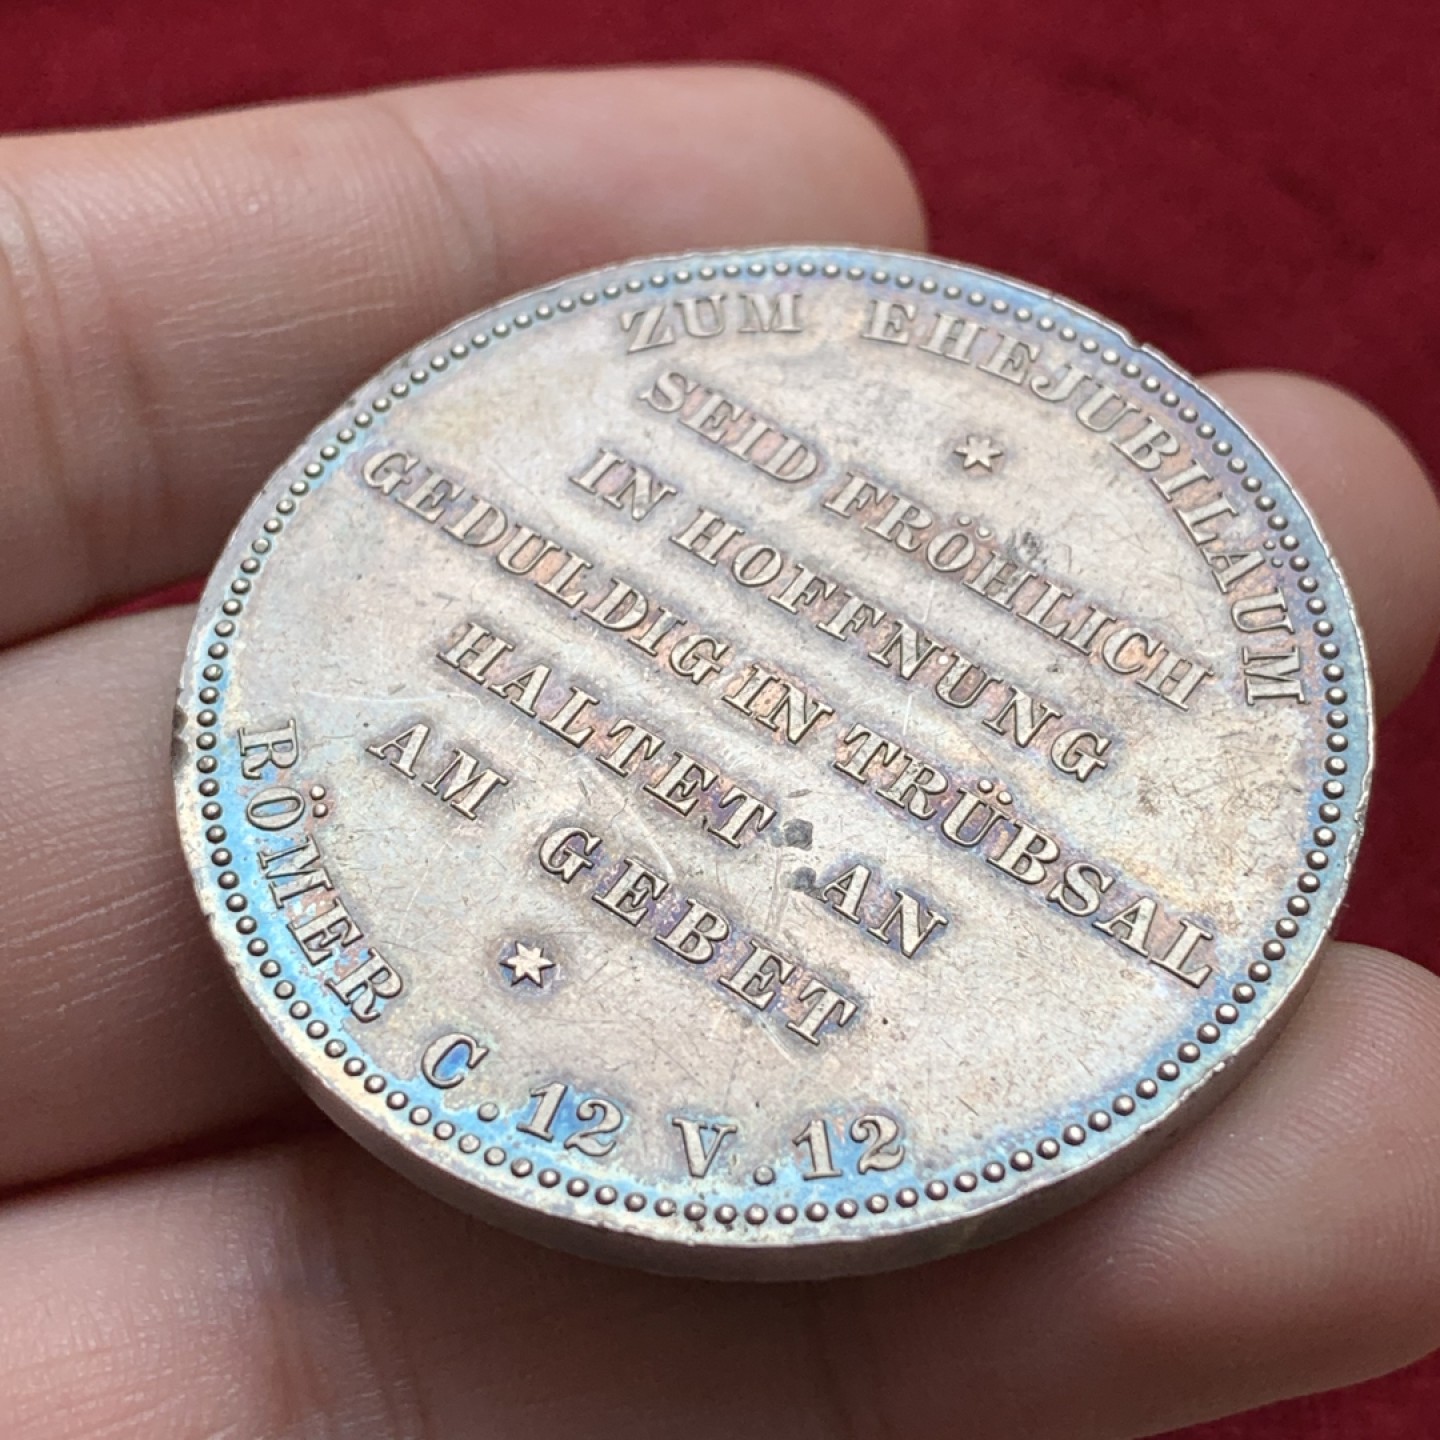 ZUM EHEJUBILÄUM
SEID FRÖHLICH
IN HOFFNUNG
GEDULDIG IN TRÜBSAL
HALTET AN
AM GEBET
RÖMER C.12 V.12